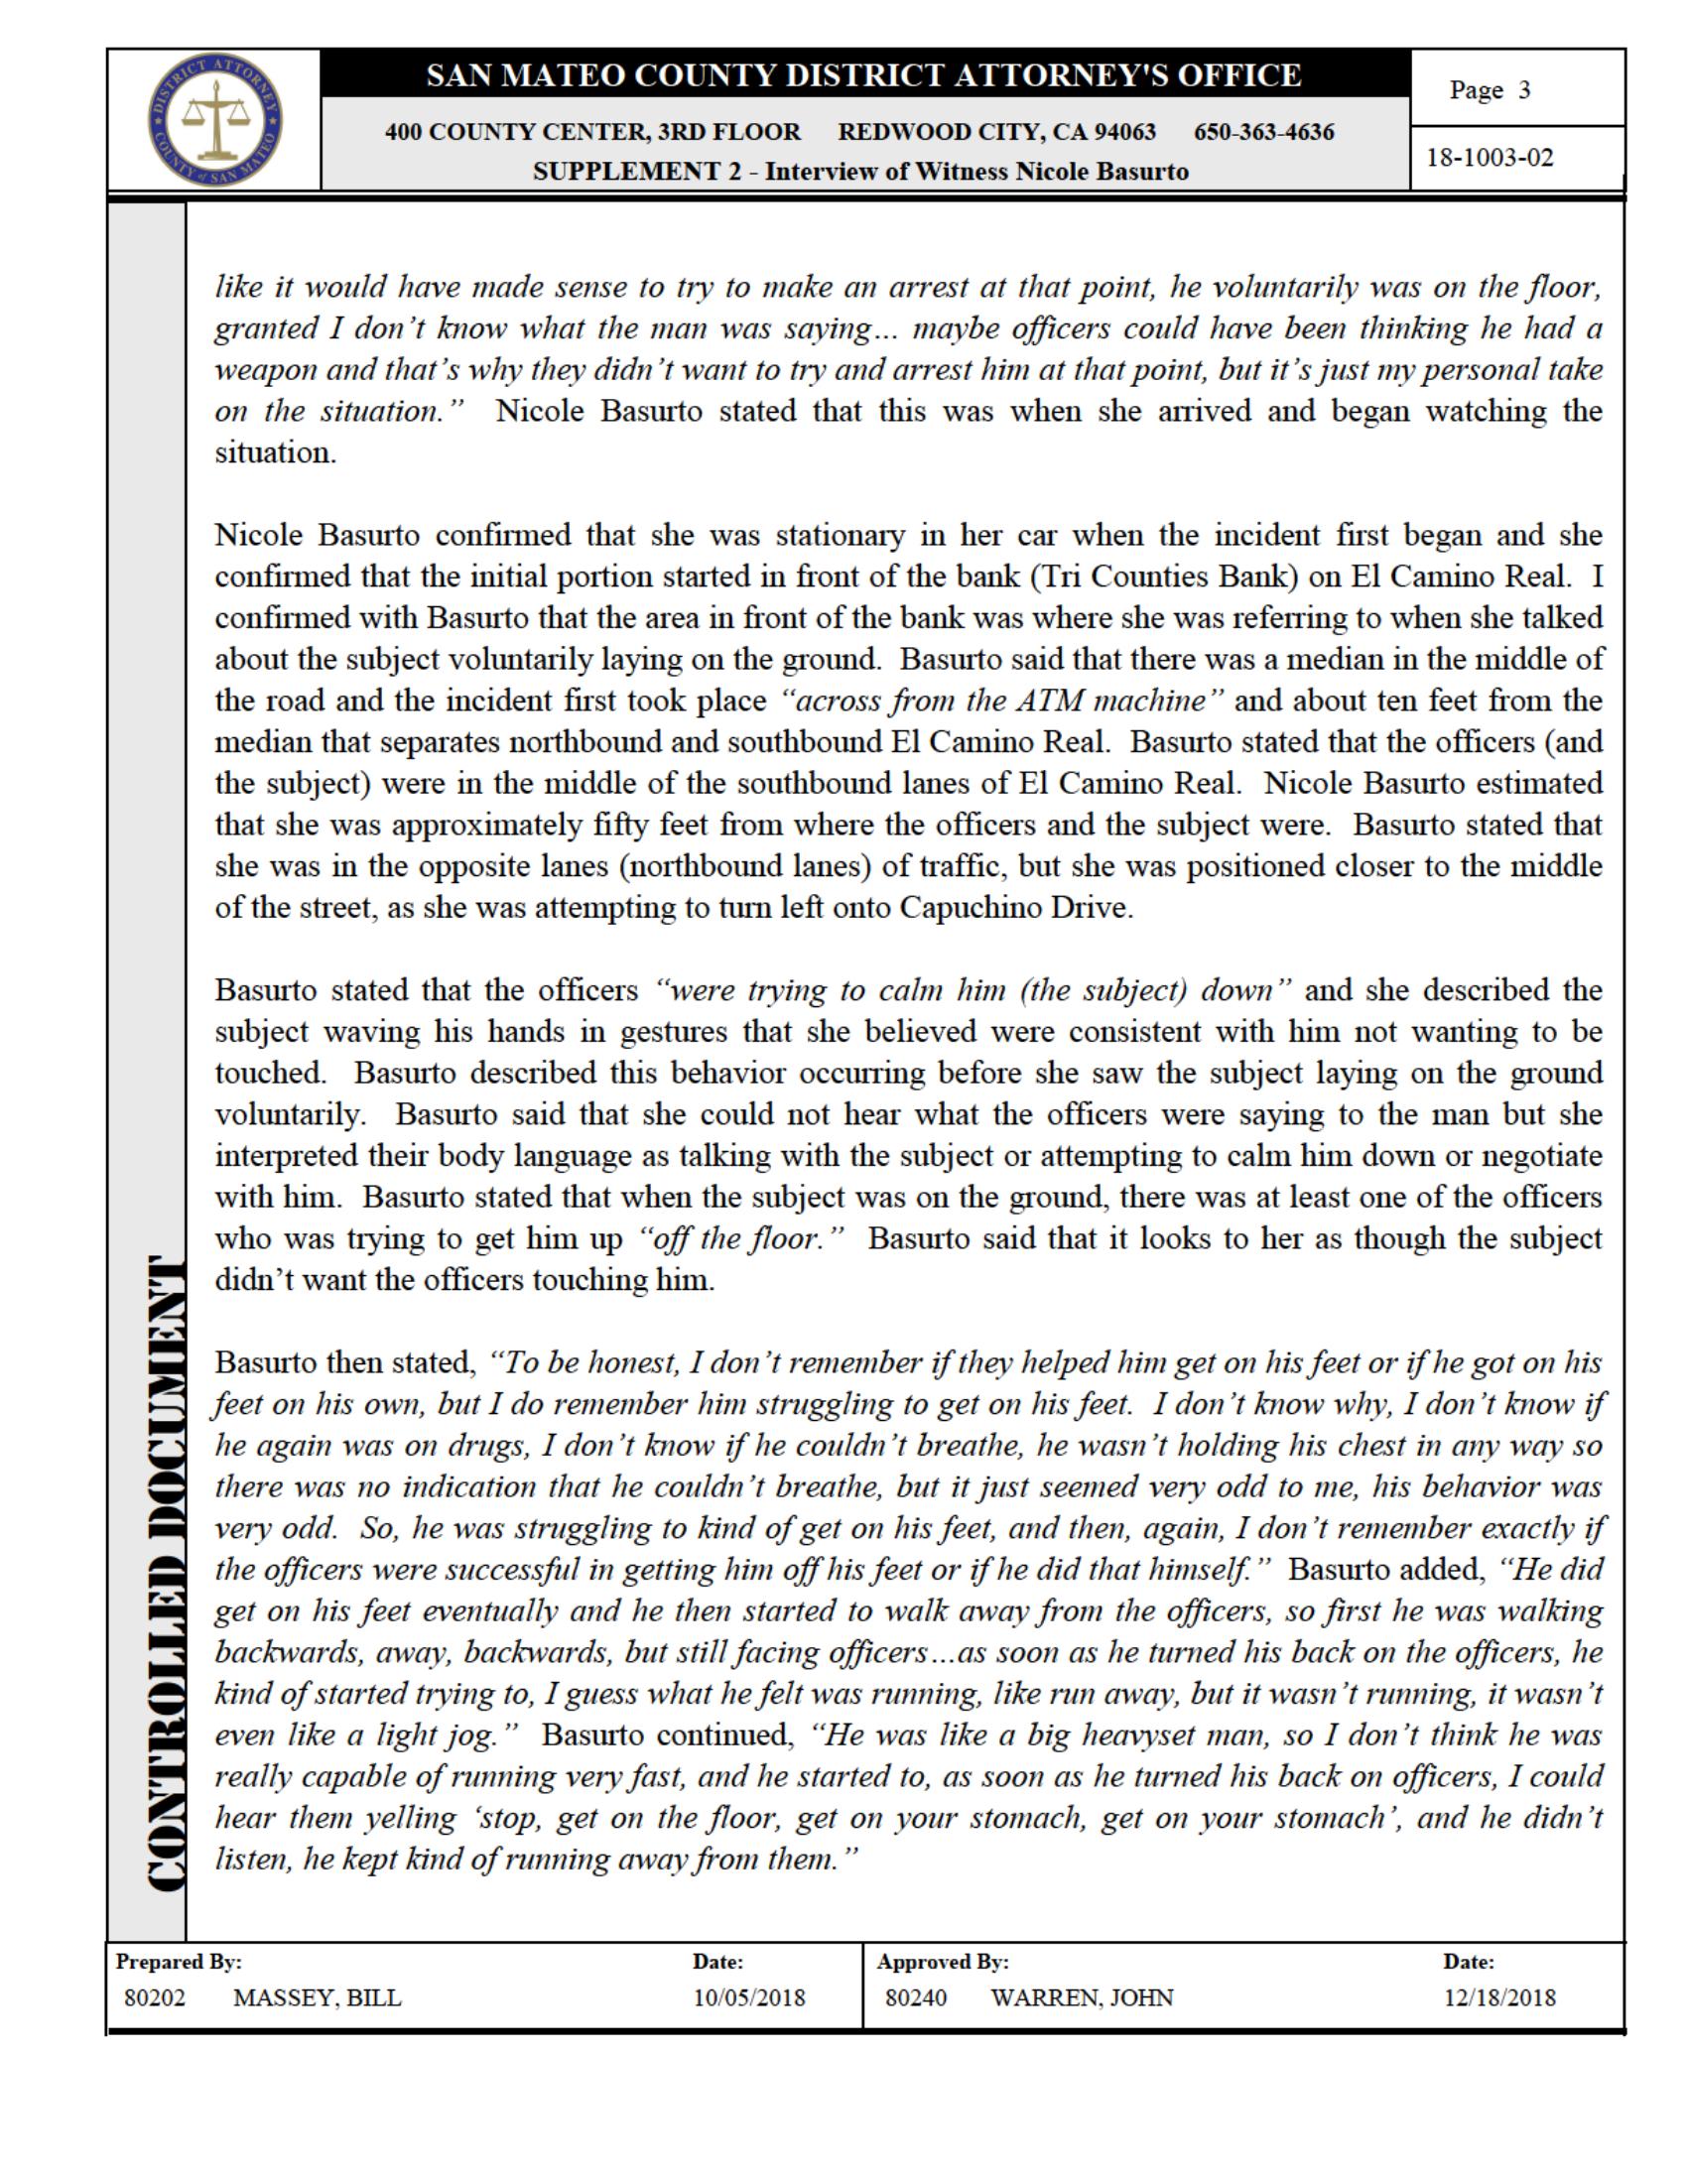 DISTRICT ATTORNEY
COUNTY of SAN MATEO
SAN MATEO COUNTY DISTRICT ATTORNEY'S OFFICE
400 COUNTY CENTER, 3RD FLOOR REDWOOD CITY, CA 94063 650-363-4636
SUPPLEMENT 2 - Interview of Witness Nicole Basurto
Page 3
18-1003-02
like it would have made sense to try to make an arrest at that point, he voluntarily was on the floor,
granted I don’t know what the man was saying… maybe officers could have been thinking he had a
weapon and that’s why they didn’t want to try and arrest him at that point, but it’s just my personal take
on the situation.” Nicole Basurto stated that this was when she arrived and began watching the
situation.
Nicole Basurto confirmed that she was stationary in her car when the incident first began and she
confirmed that the initial portion started in front of the bank (Tri Counties Bank) on El Camino Real. I
confirmed with Basurto that the area in front of the bank was where she was referring to when she talked
about the subject voluntarily laying on the ground. Basurto said that there was a median in the middle of
the road and the incident first took place “across from the ATM machine” and about ten feet from the
median that separates northbound and southbound El Camino Real. Basurto stated that the officers (and
the subject) were in the middle of the southbound lanes of El Camino Real. Nicole Basurto estimated
that she was approximately fifty feet from where the officers and the subject were. Basurto stated that
she was in the opposite lanes (northbound lanes) of traffic, but she was positioned closer to the middle
of the street, as she was attempting to turn left onto Capuchino Drive.
Basurto stated that the officers “were trying to calm him (the subject) down” and she described the
subject waving his hands in gestures that she believed were consistent with him not wanting to be
touched. Basurto described this behavior occurring before she saw the subject laying on the ground
voluntarily. Basurto said that she could not hear what the officers were saying to the man but she
interpreted their body language as talking with the subject or attempting to calm him down or negotiate
with him. Basurto stated that when the subject was on the ground, there was at least one of the officers
who was trying to get him up “off the floor.” Basurto said that it looks to her as though the subject
didn’t want the officers touching him.
Basurto then stated, “To be honest, I don’t remember if they helped him get on his feet or if he got on his
feet on his own, but I do remember him struggling to get on his feet. I don’t know why, I don’t know if
he again was on drugs, I don’t know if he couldn’t breathe, he wasn’t holding his chest in any way so
there was no indication that he couldn’t breathe, but it just seemed very odd to me, his behavior was
very odd. So, he was struggling to kind of get on his feet, and then, again, I don’t remember exactly if
the officers were successful in getting him off his feet or if he did that himself.” Basurto added, “He did
get on his feet eventually and he then started to walk away from the officers, so first he was walking
backwards, away, backwards, but still facing officers…as soon as he turned his back on the officers, he
kind of started trying to, I guess what he felt was running, like run away, but it wasn’t running, it wasn’t
even like a light jog.” Basurto continued, “He was like a big heavyset man, so I don’t think he was
really capable of running very fast, and he started to, as soon as he turned his back on officers, I could
hear them yelling ‘stop, get on the floor, get on your stomach, get on your stomach’, and he didn’t
listen, he kept kind of running away from them.”
CONTROLLED DOCUMENT
Prepared By: Date: Approved By: Date:
80202 MASSEY, BILL 10/05/2018 80240 WARREN, JOHN 12/18/2018